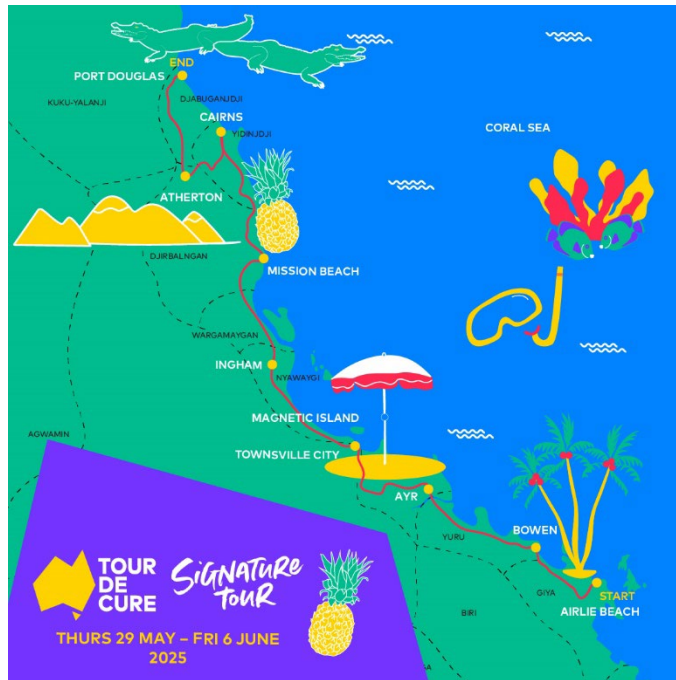 END
PORT DOUGLAS
KUKU-YALANJI
DJABUGANJDJI
CAIRNS
YIDINJDJI
CORAL SEA
ATHERTON
DJIRBALNGAN
MISSION BEACH
WARGAMAYGAN
INGHAM
NYAWAYGI
MAGNETIC ISLAND
AGWAMIN
TOWNSVILLE CITY
AYR
BOWEN
YURU
GIYA
START
AIRLIE BEACH
BIRI
TOUR
DE
CURE
SiGNATURE
TOUR
THURS 29 MAY – FRI 6 JUNE
2025